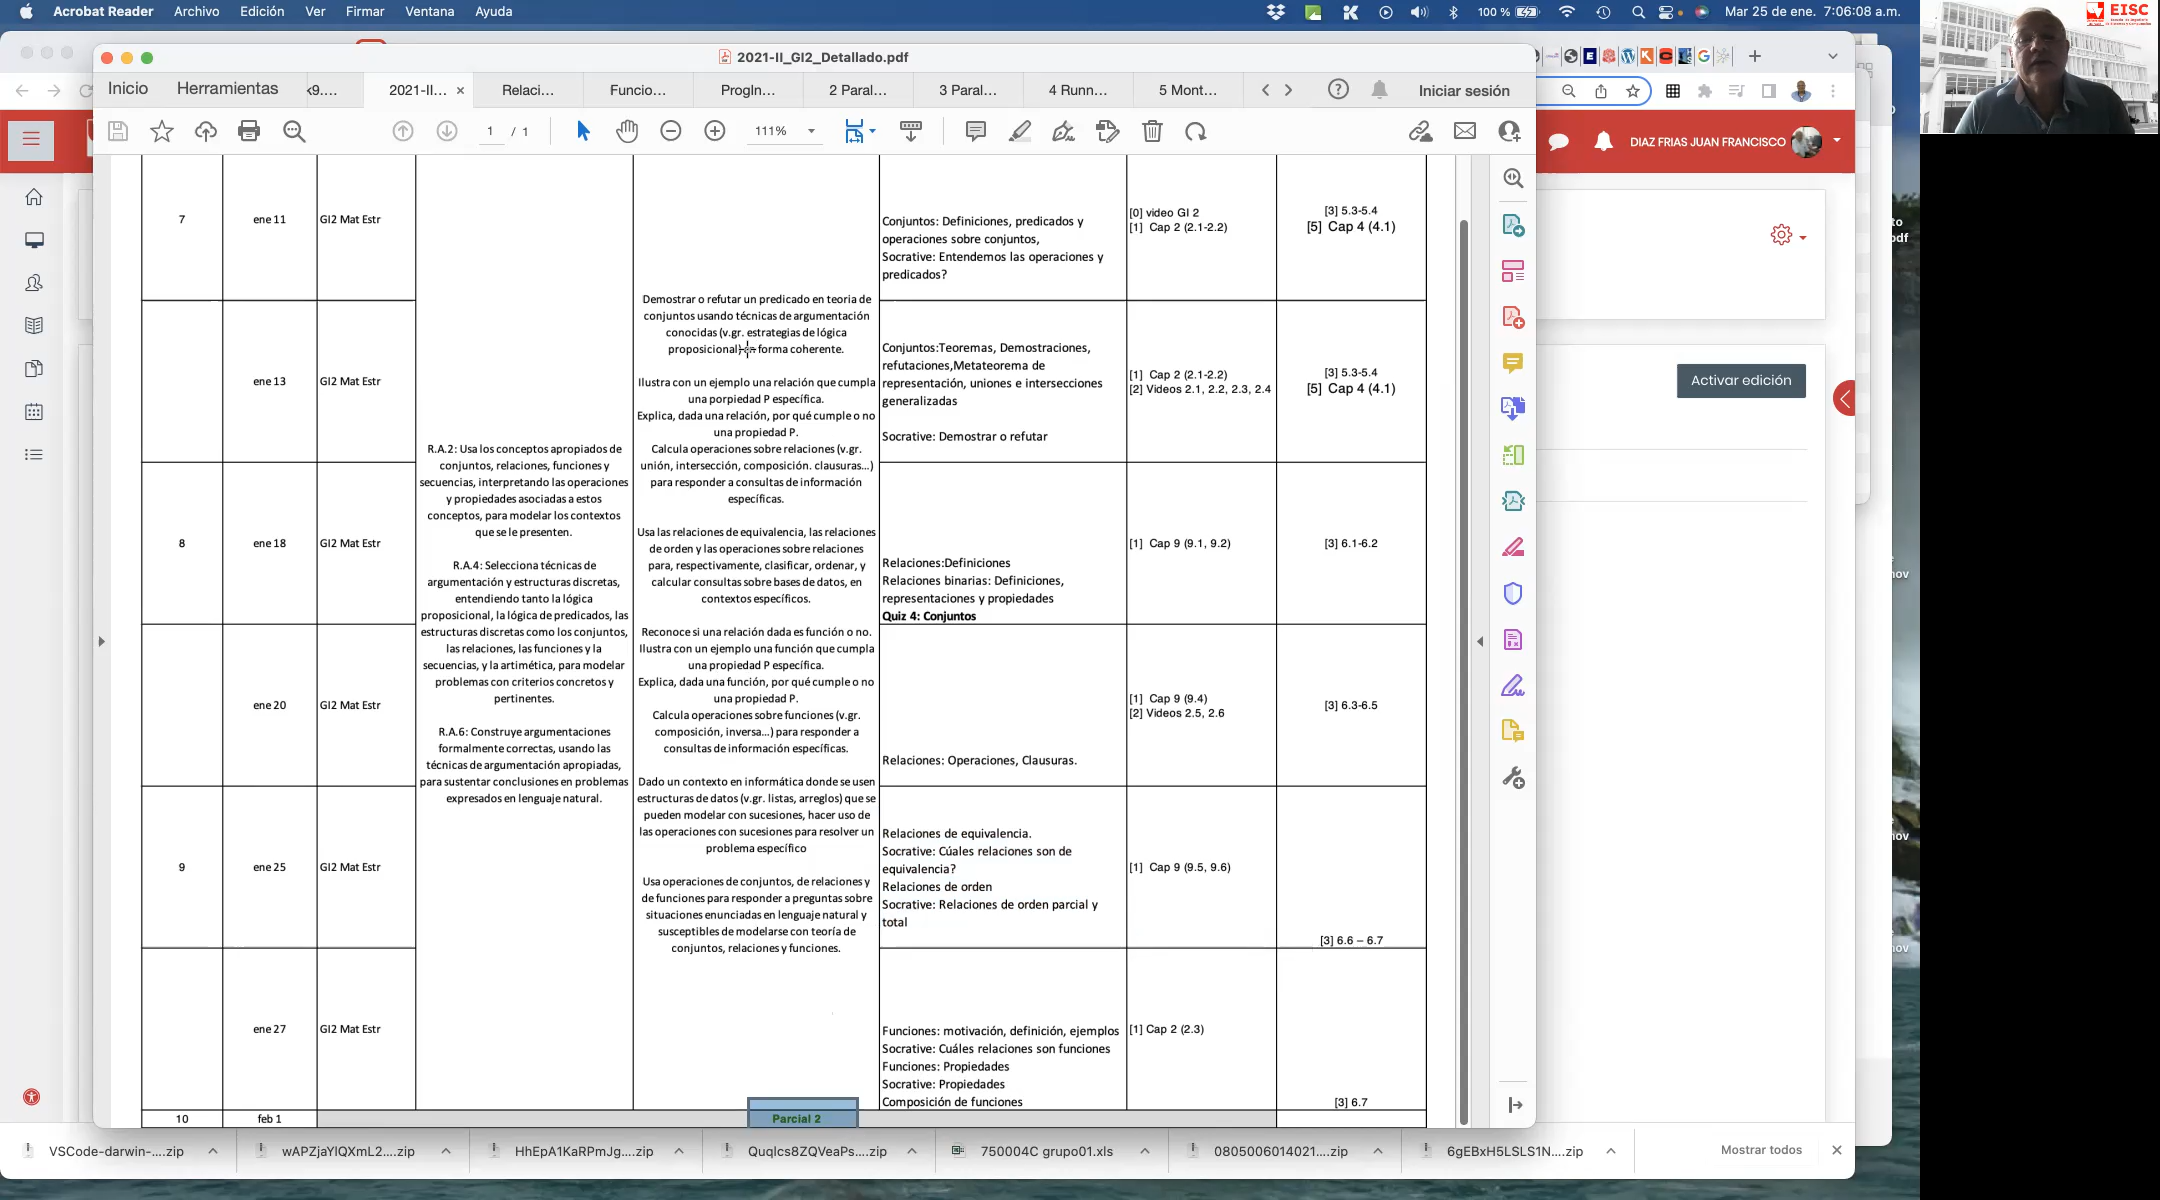 Acrobat Reader Archivo Edición Ver Firmar Ventana Ayuda
100 % Mar 25 de ene. 7:06:08 a.m.
EISC
2021-II_GI2_Detallado.pdf
Inicio Herramientas k9.... 2021-II... × Relaci... Funcio... ProgIn... 2 Paral... 3 Paral... 4 Runn... 5 Mont... Iniciar sesión
1 / 1 111%
DIAZ FRIAS JUAN FRANCISCO
Activar edición
7
ene 11
GI2 Mat Estr
Conjuntos: Definiciones, predicados y
operaciones sobre conjuntos,
Socrative: Entendemos las operaciones y
predicados?
[0] video GI 2
[1] Cap 2 (2.1-2.2)
[3] 5.3-5.4
[5] Cap 4 (4.1)
R.A.2: Usa los conceptos apropiados de
conjuntos, relaciones, funciones y
secuencias, interpretando las operaciones
y propiedades asociadas a estos
conceptos, para modelar los contextos
que se le presenten.
R.A.4: Selecciona técnicas de
argumentación y estructuras discretas,
entendiendo tanto la lógica
proposicional, la lógica de predicados, las
estructuras discretas como los conjuntos,
las relaciones, las funciones y la
secuencias, y la artimética, para modelar
problemas con criterios concretos y
pertinentes.
R.A.6: Construye argumentaciones
formalmente correctas, usando las
técnicas de argumentación apropiadas,
para sustentar conclusiones en problemas
expresados en lenguaje natural.
Demostrar o refutar un predicado en teoria de
conjuntos usando técnicas de argumentación
conocidas (v.gr. estrategias de lógica
proposicional) forma coherente.
Ilustra con un ejemplo una relación que cumpla
una porpiedad P específica.
Explica, dada una relación, por qué cumple o no
una propiedad P.
Calcula operaciones sobre relaciones (v.gr.
unión, intersección, composición. clausuras...)
para responder a consultas de información
específicas.
Usa las relaciones de equivalencia, las relaciones
de orden y las operaciones sobre relaciones
para, respectivamente, clasificar, ordenar, y
calcular consultas sobre bases de datos, en
contextos específicos.
Reconoce si una relación dada es función o no.
Ilustra con un ejemplo una función que cumpla
una propiedad P específica.
Explica, dada una función, por qué cumple o no
una propiedad P.
Calcula operaciones sobre funciones (v.gr.
composición, inversa...) para responder a
consultas de información específicas.
Dado un contexto en informática donde se usen
estructuras de datos (v.gr. listas, arreglos) que se
pueden modelar con sucesiones, hacer uso de
las operaciones con sucesiones para resolver un
problema específico
Usa operaciones de conjuntos, de relaciones y
de funciones para responder a preguntas sobre
situaciones enunciadas en lenguaje natural y
susceptibles de modelarse con teoría de
conjuntos, relaciones y funciones.
ene 13
GI2 Mat Estr
Conjuntos:Teoremas, Demostraciones,
refutaciones,Metateorema de
representación, uniones e intersecciones
generalizadas
Socrative: Demostrar o refutar
[1] Cap 2 (2.1-2.2)
[2] Videos 2.1, 2.2, 2.3, 2.4
[3] 5.3-5.4
[5] Cap 4 (4.1)
8
ene 18
GI2 Mat Estr
Relaciones:Definiciones
Relaciones binarias: Definiciones,
representaciones y propiedades
Quiz 4: Conjuntos
[1] Cap 9 (9.1, 9.2)
[3] 6.1-6.2
ene 20
GI2 Mat Estr
Relaciones: Operaciones, Clausuras.
[1] Cap 9 (9.4)
[2] Videos 2.5, 2.6
[3] 6.3-6.5
9
ene 25
GI2 Mat Estr
Relaciones de equivalencia.
Socrative: Cúales relaciones son de
equivalencia?
Relaciones de orden
Socrative: Relaciones de orden parcial y
total
[1] Cap 9 (9.5, 9.6)
[3] 6.6 – 6.7
ene 27
GI2 Mat Estr
Funciones: motivación, definición, ejemplos
Socrative: Cuáles relaciones son funciones
Funciones: Propiedades
Socrative: Propiedades
Composición de funciones
[1] Cap 2 (2.3)
[3] 6.7
10 feb 1 Parcial 2
VSCode-darwin-....zip wAPZjaYlQXmL2....zip HhEpA1KaRPmJg....zip Quqlcs8ZQVeaPs....zip 750004C grupo01.xls 0805006014021....zip 6gEBxH5LSLS1N....zip Mostrar todos